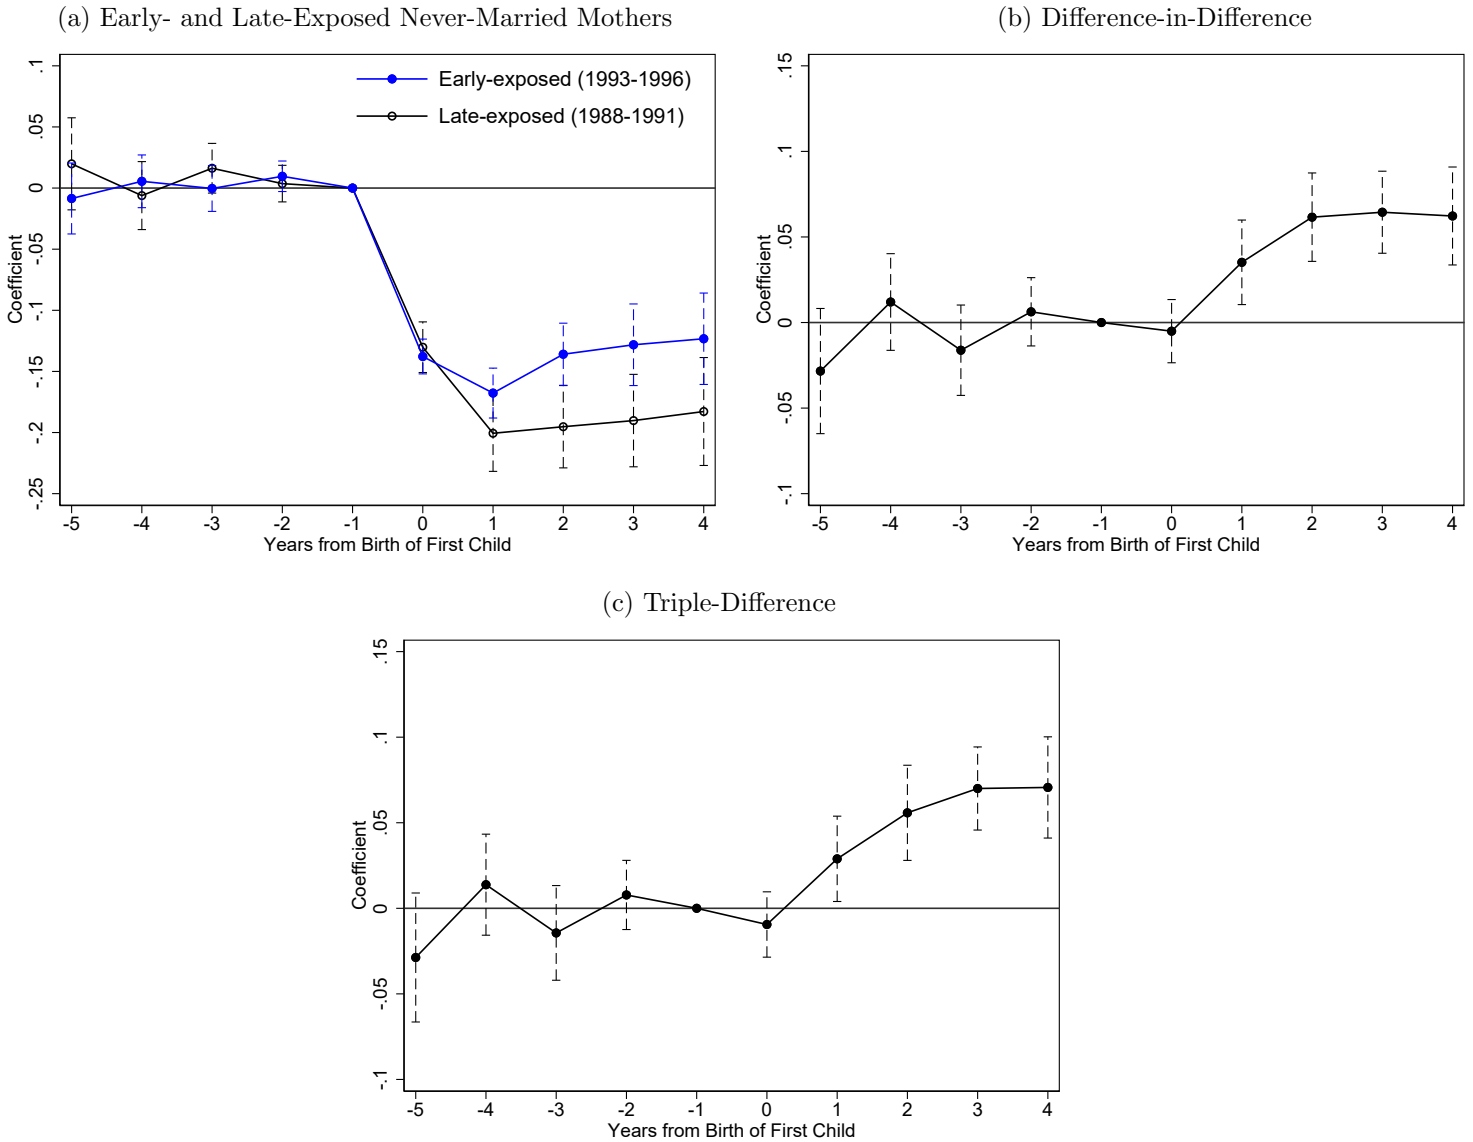 (a) Early- and Late-Exposed Never-Married Mothers
Early-exposed (1993-1996)
Late-exposed (1988-1991)
Coefficient
.1
.05
0
-.05
-.1
-.15
-.2
-.25
-5 -4 -3 -2 -1 0 1 2 3 4
Years from Birth of First Child
(b) Difference-in-Difference
Coefficient
.15
.1
.05
0
-.05
-.1
-5 -4 -3 -2 -1 0 1 2 3 4
Years from Birth of First Child
(c) Triple-Difference
Coefficient
.15
.1
.05
0
-.05
-.1
-5 -4 -3 -2 -1 0 1 2 3 4
Years from Birth of First Child